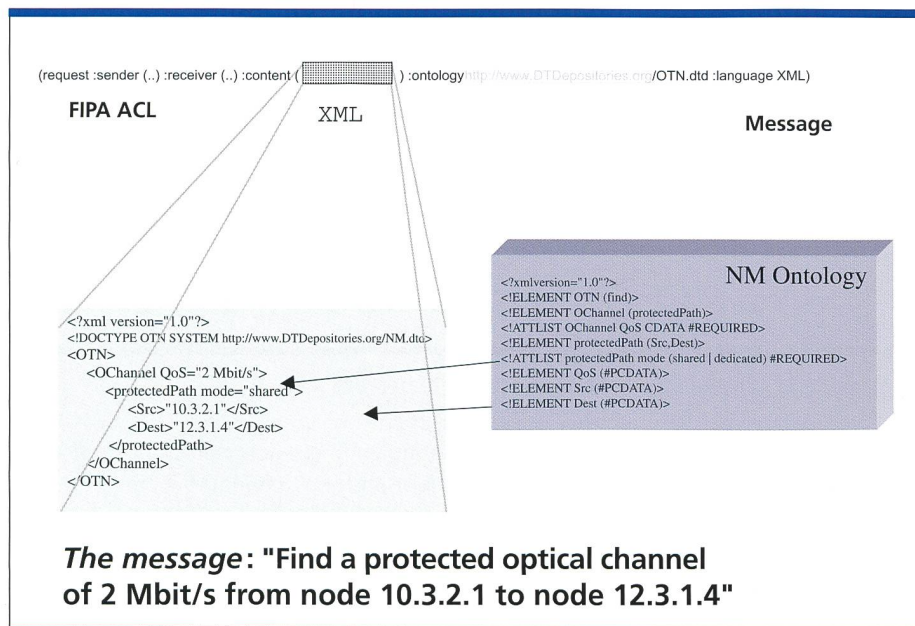 (request :sender (..) :receiver (..) :content ( ) :ontology http://www.DTDepositories.org/OTN.dtd :language XML)
FIPA ACL
XML
Message
NM Ontology
<?xmlversion="1.0"?>
<!ELEMENT OTN (find)>
<!ELEMENT OChannel (protectedPath)>
<!ATTLIST OChannel QoS CDATA #REQUIRED>
<!ELEMENT protectedPath (Src,Dest)>
<!ATTLIST protectedPath mode (shared | dedicated) #REQUIRED>
<!ELEMENT QoS (#PCDATA)>
<!ELEMENT Src (#PCDATA)>
<!ELEMENT Dest (#PCDATA)>
<?xml version="1.0"?>
<!DOCTYPE OTN SYSTEM http://www.DTDepositories.org/NM.dtd>
<OTN>
<OChannel QoS="2 Mbit/s">
<protectedPath mode="shared">
<Src>"10.3.2.1"</Src>
<Dest>"12.3.1.4"</Dest>
</protectedPath>
</OChannel>
</OTN>
The message: "Find a protected optical channel
of 2 Mbit/s from node 10.3.2.1 to node 12.3.1.4"